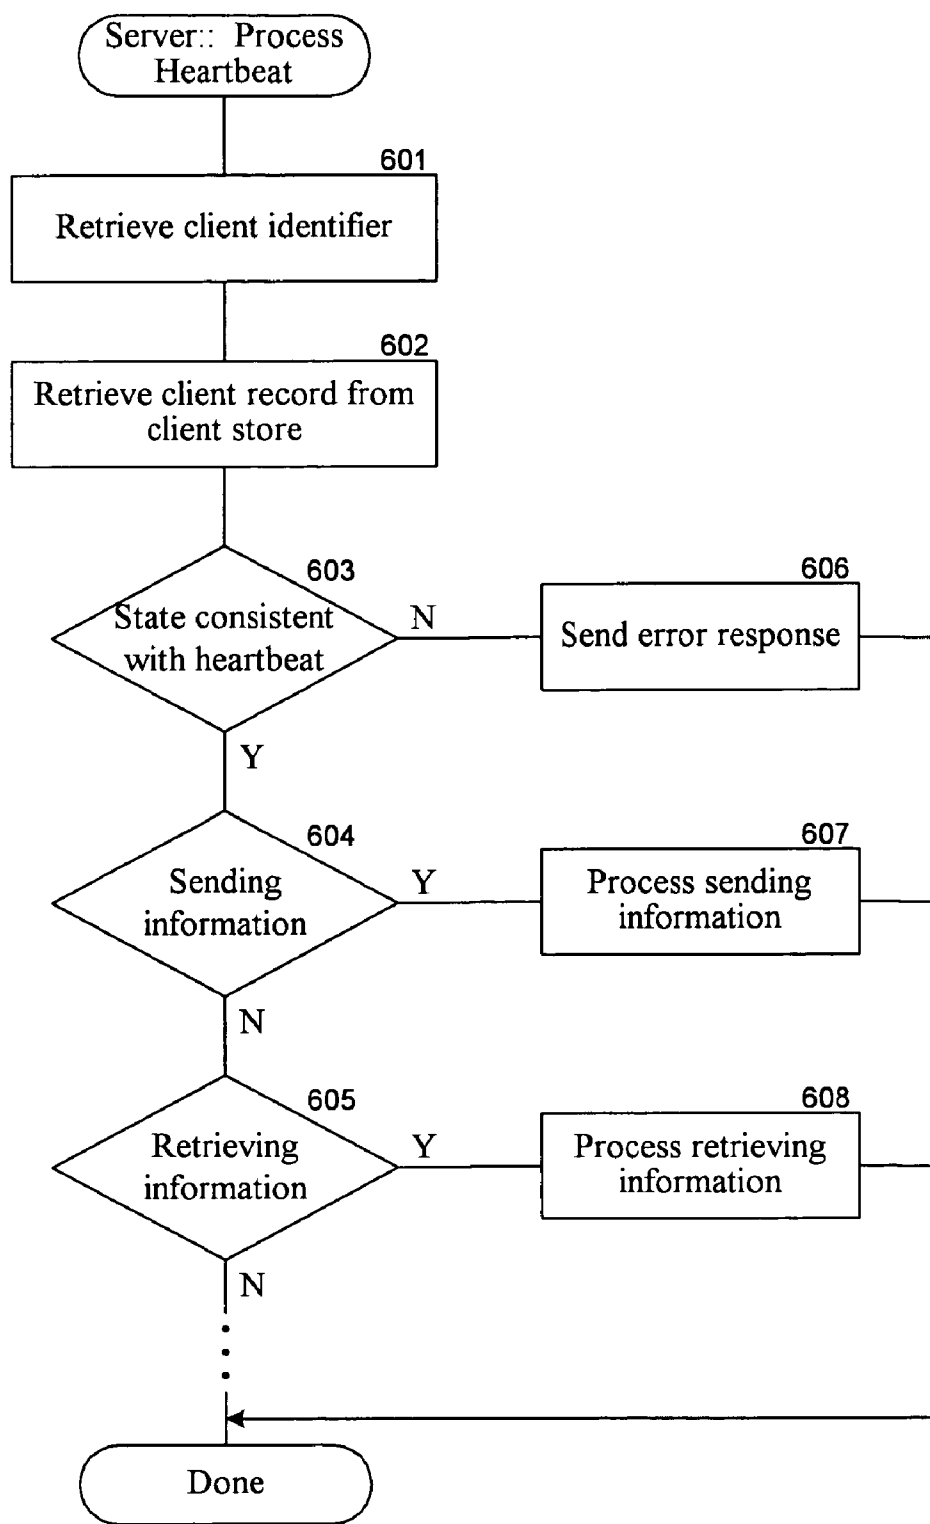 Server:: Process
Heartbeat
601
Retrieve client identifier
602
Retrieve client record from
client store
603
State consistent
with heartbeat
N
606
Send error response
Y
604
Sending
information
Y
607
Process sending
information
N
605
Retrieving
information
Y
608
Process retrieving
information
N
Done